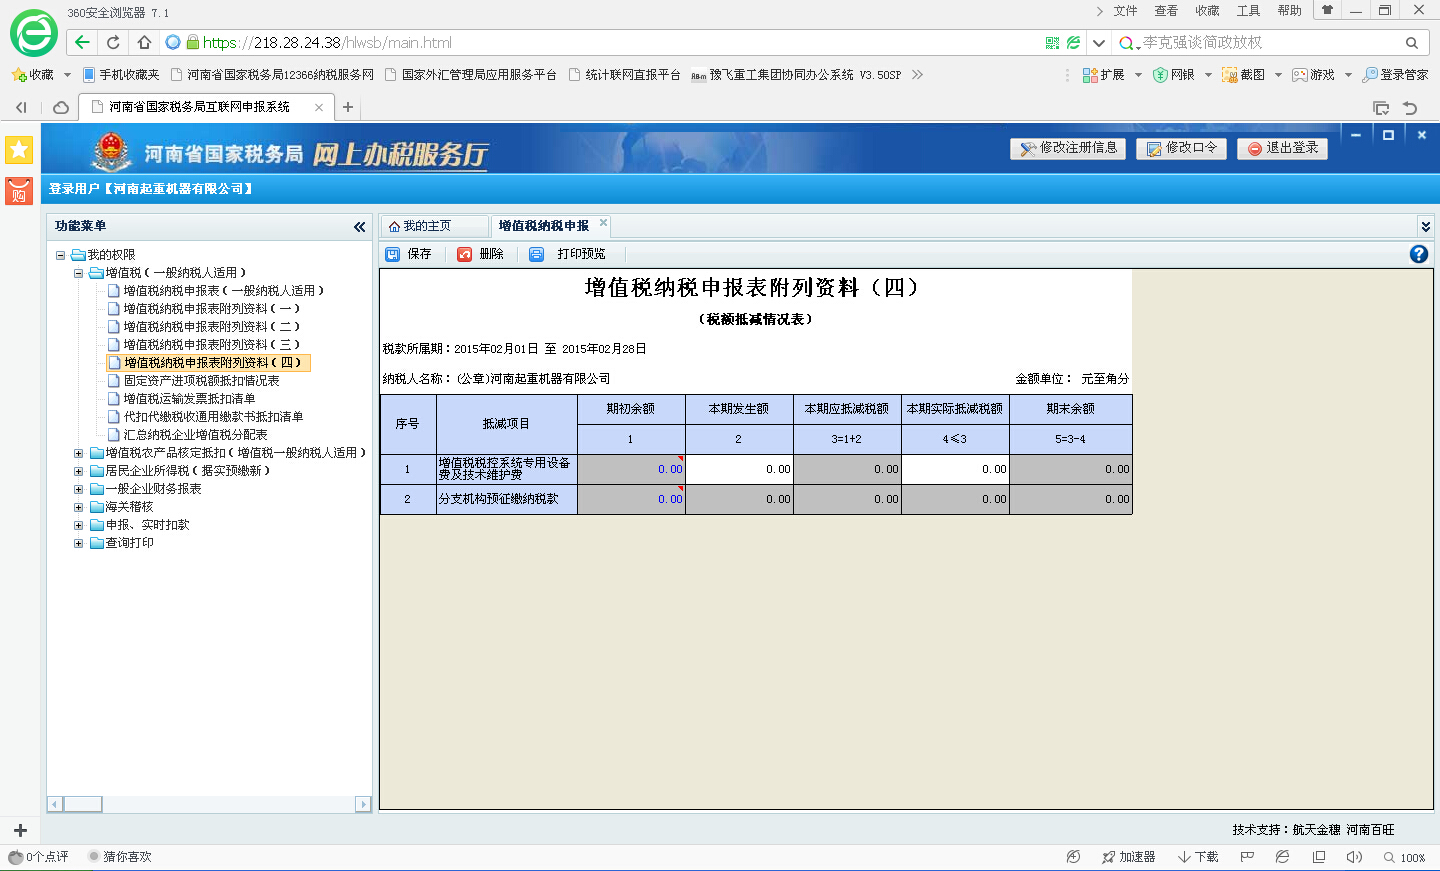 360安全浏览器 7.1
文件 查看 收藏 工具 帮助
https://218.28.24.38/hlwsb/main.html
李克强谈简政放权
收藏 手机收藏夹 河南省国家税务局12366纳税服务网 国家外汇管理局应用服务平台 统计联网直报平台 豫飞重工集团协同办公系统 V3.50SP
扩展 网银 截图 游戏 登录管家
河南省国家税务局互联网申报系统
购
河南省国家税务局 网上办税服务厅
修改注册信息 修改口令 退出登录
登录用户【河南起重机器有限公司】
功能菜单
我的权限
增值税(一般纳税人适用)
增值税纳税申报表(一般纳税人适用)
增值税纳税申报表附列资料(一)
增值税纳税申报表附列资料(二)
增值税纳税申报表附列资料(三)
增值税纳税申报表附列资料(四)
固定资产进项税额抵扣情况表
增值税运输发票抵扣清单
代扣代缴税收通用缴款书抵扣清单
汇总纳税企业增值税分配表
增值税农产品核定抵扣(增值税一般纳税人适用)
居民企业所得税(据实预缴新)
一般企业财务报表
海关稽核
申报、实时扣款
查询打印
我的主页 增值税纳税申报
保存 删除 打印预览
增值税纳税申报表附列资料（四）
（税额抵减情况表）
税款所属期：2015年02月01日 至 2015年02月28日
纳税人名称：(公章)河南起重机器有限公司 金额单位： 元至角分
序号 抵减项目 期初余额 本期发生额 本期应抵减税额 本期实际抵减税额 期末余额
1 2 3=1+2 4≤3 5=3-4
1 增值税税控系统专用设备费及技术维护费 0.00 0.00 0.00 0.00 0.00
2 分支机构预征缴纳税款 0.00 0.00 0.00 0.00 0.00
技术支持：航天金穗 河南百旺
0个点评 猜你喜欢
加速器 下载 100%